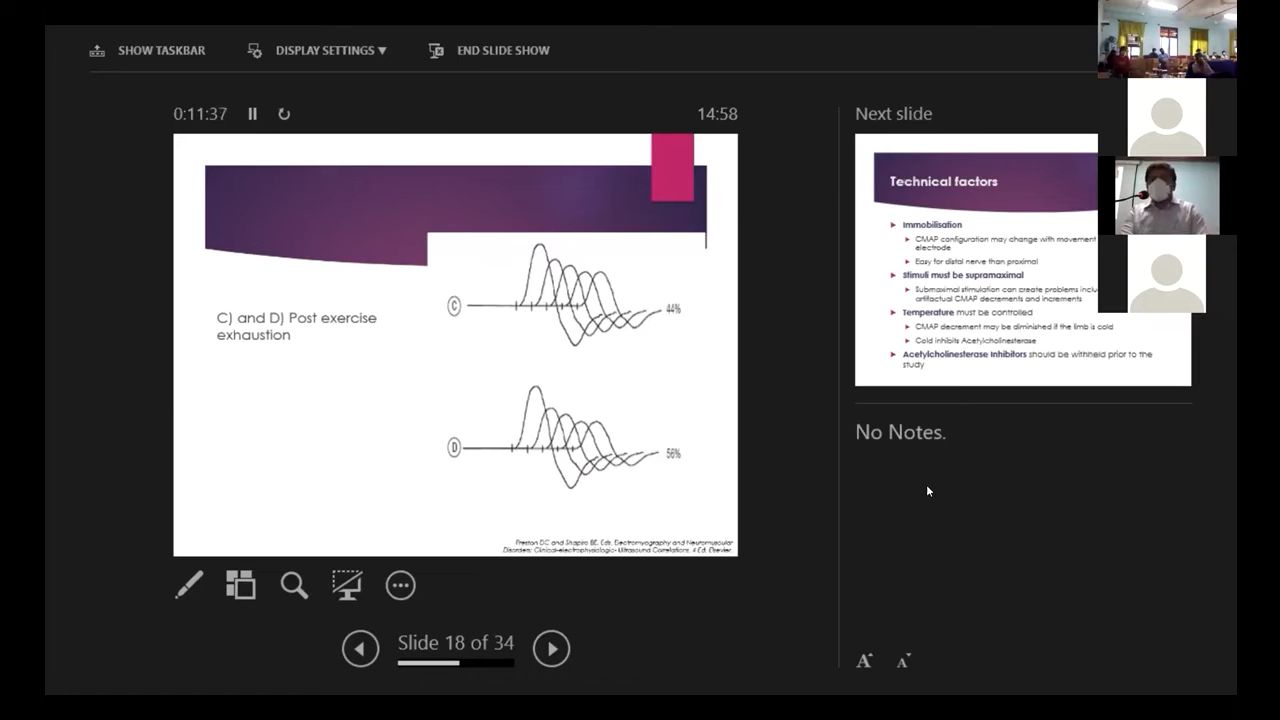 SHOW TASKBAR
DISPLAY SETTINGS ▼
END SLIDE SHOW
0:11:37
14:58
C) and D) Post exercise
exhaustion
C
44%
D
56%
Preston DC and Shapiro BE, Eds. Electromyography and Neuromuscular
Disorders: Clinical-electrophysiologic- Ultrasound Correlations. 4 Ed. Elsevier.
Slide 18 of 34
Next slide
Technical factors
Immobilisation
CMAP configuration may change with movement
electrode
Easy for distal nerve than proximal
Stimuli must be supramaximal
Submaximal stimulation can create problems
artifactual CMAP decrements and increments
Temperature must be controlled
CMAP decrement may be diminished if the limb is cold
Cold inhibits Acetylcholinesterase
Acetylcholinesterase Inhibitors should be withheld prior to the
study
No Notes.
A A